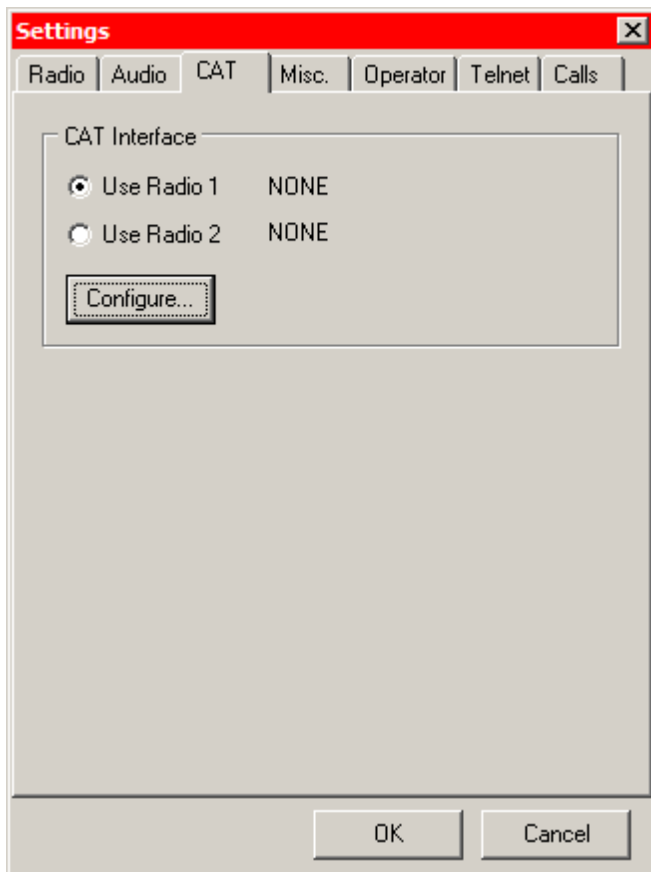 Settings
Radio Audio CAT Misc. Operator Telnet Calls
CAT Interface
Use Radio 1 NONE
Use Radio 2 NONE
Configure...
OK Cancel